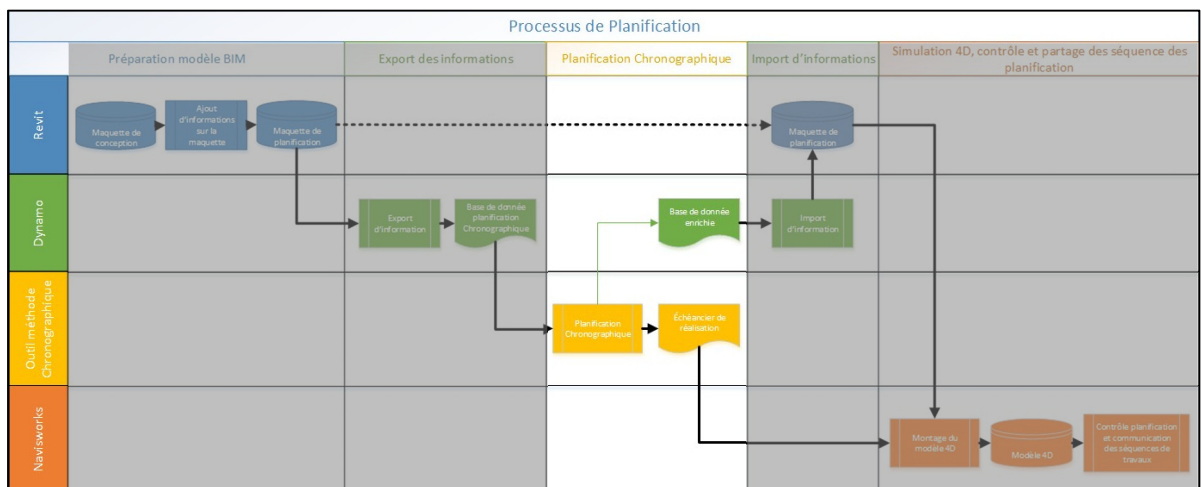 Processus de Planification
Préparation modèle BIM
Export des informations
Planification Chronographique
Import d'informations
Simulation 4D, contrôle et partage des séquence des
planification
Revit
Maquette de
conception
Ajout
d'informations
sur la
maquette
Maquette de
planification
Maquette de
planification
Dynamo
Export
d'information
Base de donnée
planification
Chronographique
Base de donnée
enrichie
Import
d'information
Outil méthode
Chronographique
Planification
Chronographique
Échéancier de
réalisation
Navisworks
Montage du
modèle 4D
Modèle 4D
Contrôle planification
et communication
des séquences de
travaux